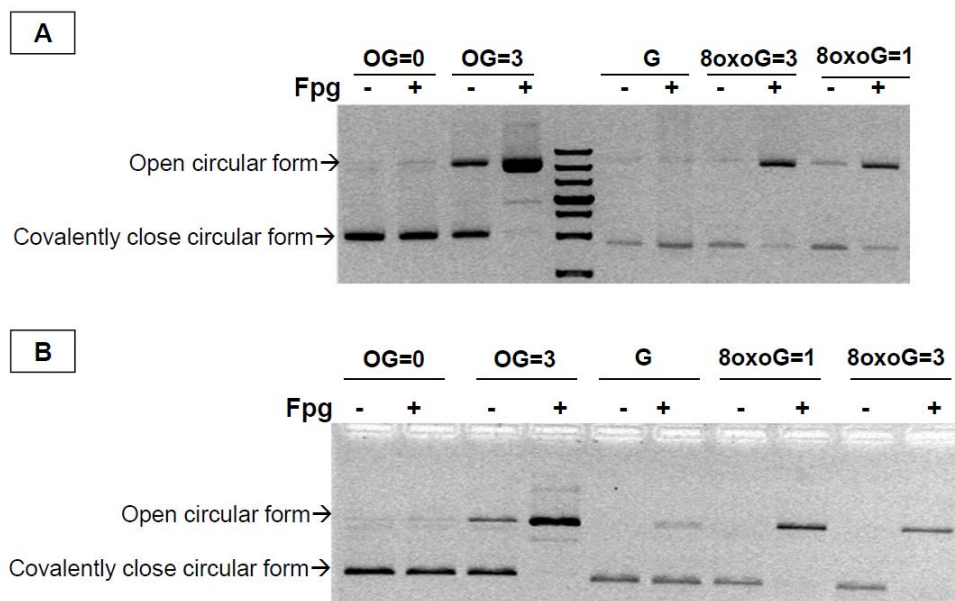 A
OG=0 OG=3 G 8oxoG=3 8oxoG=1
Fpg - + - + - + - + - +
Open circular form→
Covalently close circular form→
B
OG=0 OG=3 G 8oxoG=1 8oxoG=3
Fpg - + - + - + - + - +
Open circular form→
Covalently close circular form→